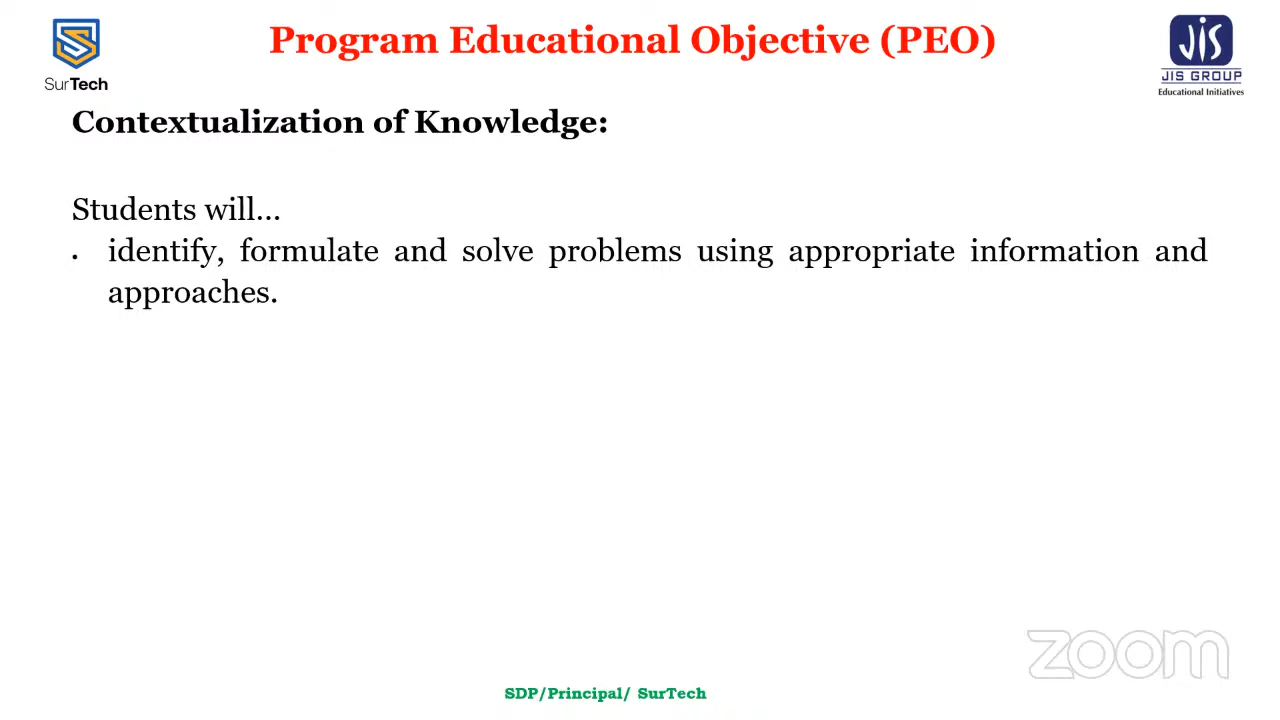 Program Educational Objective (PEO)
SurTech
JIS GROUP
Educational Initiatives
Contextualization of Knowledge:
Students will...
• identify, formulate and solve problems using appropriate information and
approaches.
zoom
SDP/Principal/ SurTech